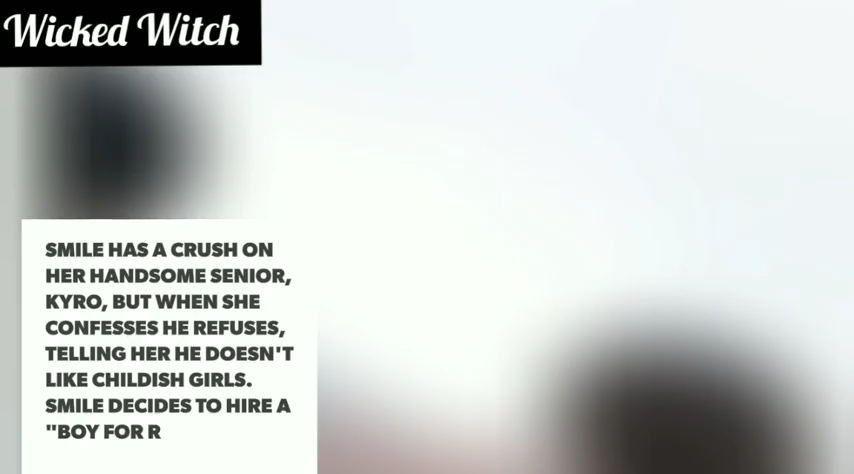 Wicked Witch
SMILE HAS A CRUSH ON
HER HANDSOME SENIOR,
KYRO, BUT WHEN SHE
CONFESSES HE REFUSES,
TELLING HER HE DOESN'T
LIKE CHILDISH GIRLS.
SMILE DECIDES TO HIRE A
"BOY FOR R